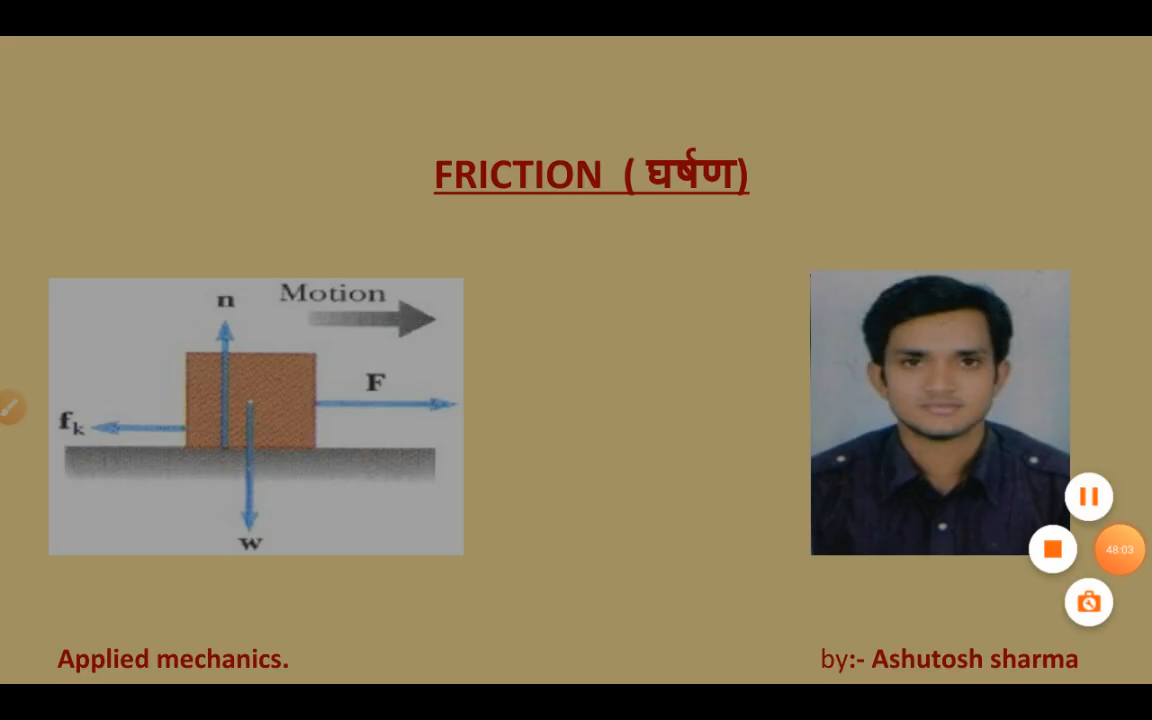 FRICTION ( घर्षण)
n
Motion
F
fk
w
48:03
Applied mechanics.
by:- Ashutosh sharma